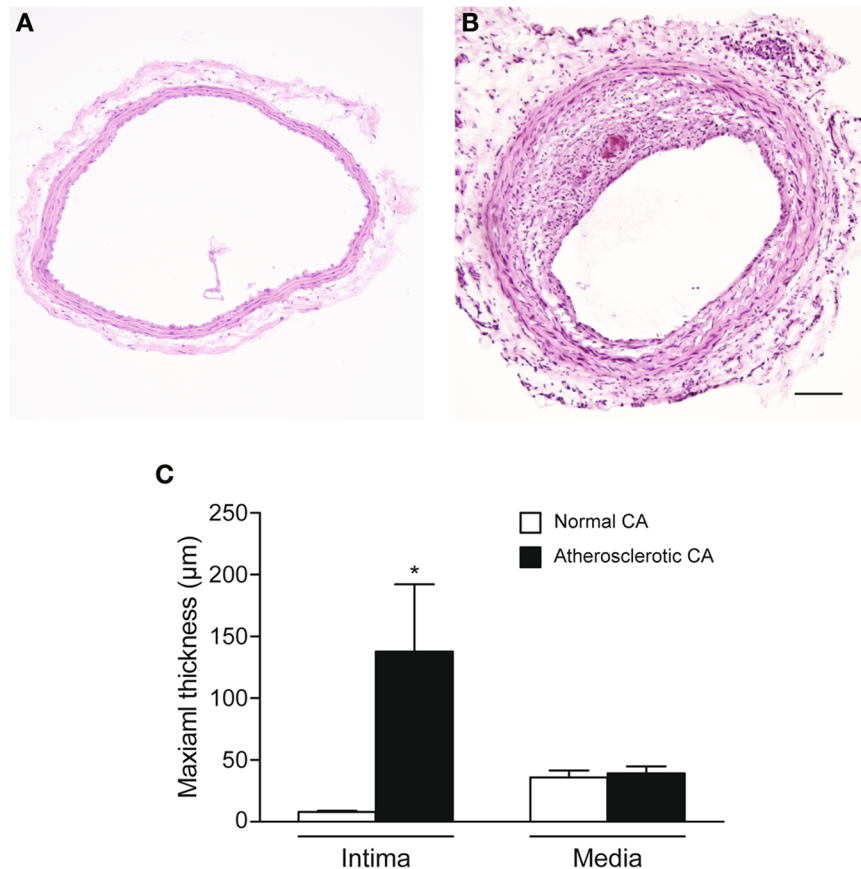 A
B
C
Maxiaml thickness (µm)
250
200
150
100
50
0
*
Normal CA
Atherosclerotic CA
Intima
Media